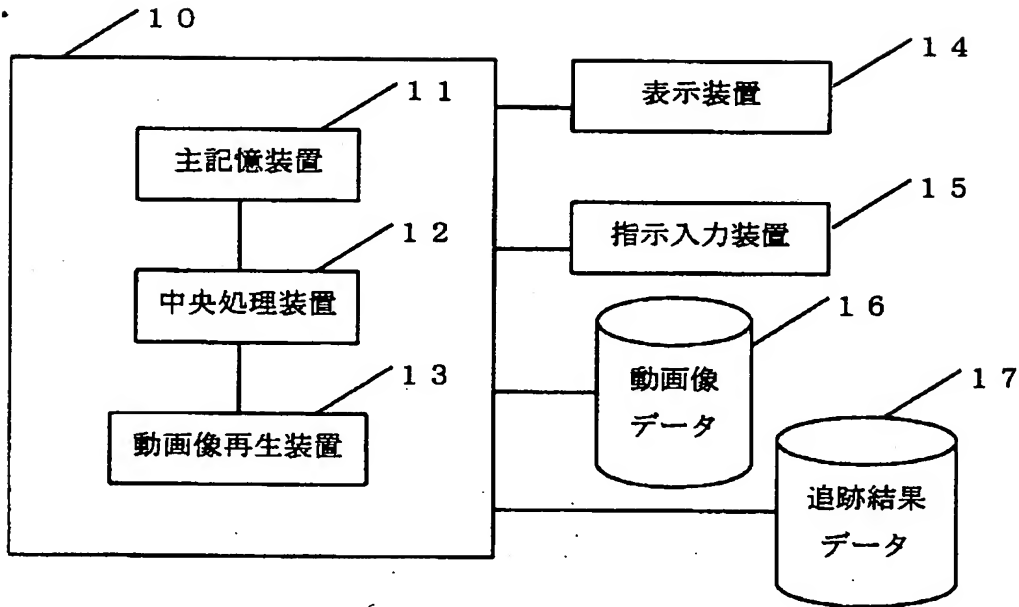 １０
１１
主記憶装置
１２
中央処理装置
１３
動画像再生装置
１４
表示装置
１５
指示入力装置
１６
動画像
データ
１７
追跡結果
データ